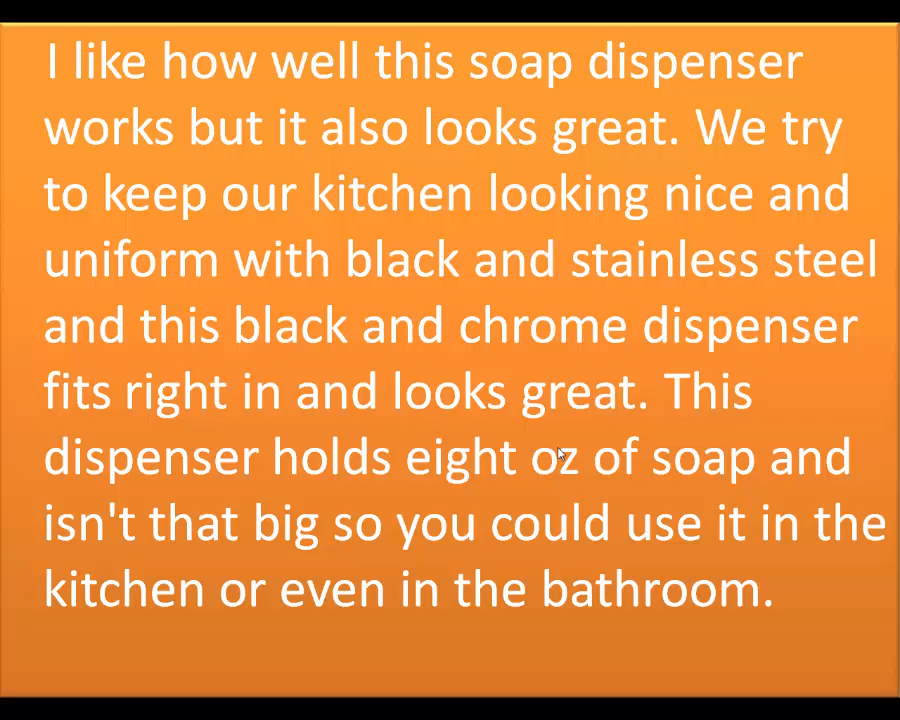 I like how well this soap dispenser
works but it also looks great. We try
to keep our kitchen looking nice and
uniform with black and stainless steel
and this black and chrome dispenser
fits right in and looks great. This
dispenser holds eight oz of soap and
isn't that big so you could use it in the
kitchen or even in the bathroom.